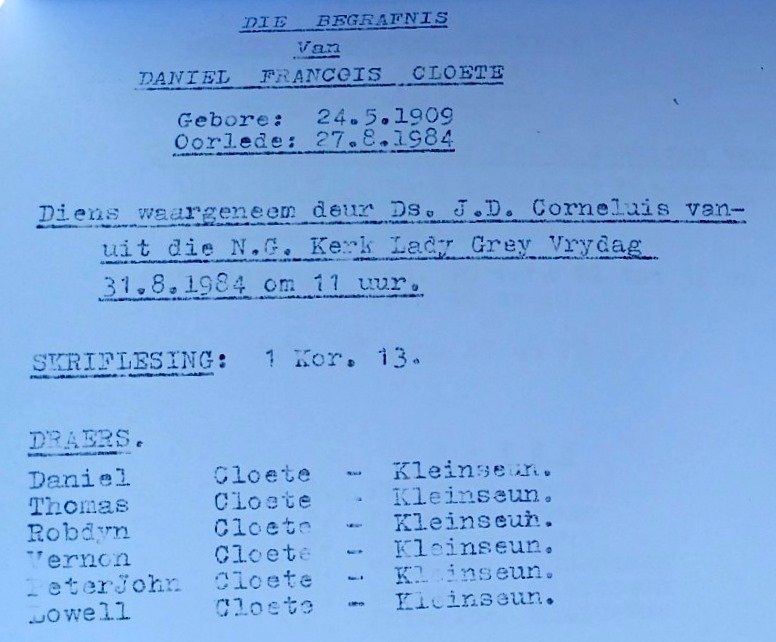 DIE BEGRAFNIS
Van
DANIEL FRANCOIS CLOETE
Gebore: 24.5.1909
Oorlede: 27.8.1984
Diens waargeneem deur Ds. J.D. Corneluis van-
uit die N.G. Kerk Lady Grey Vrydag
31.8.1984 om 11 uur.
SKRIFLESING: 1 Kor. 13.
DRAERS.
Daniel Cloete - Kleinseun.
Thomas Cloete - Kleinseun.
Robdyn Cloete - Kleinseun.
Vernon Cloete - Kleinseun.
PeterJohn Cloete - Kleinseun.
Lowell Cloete - Kleinseun.